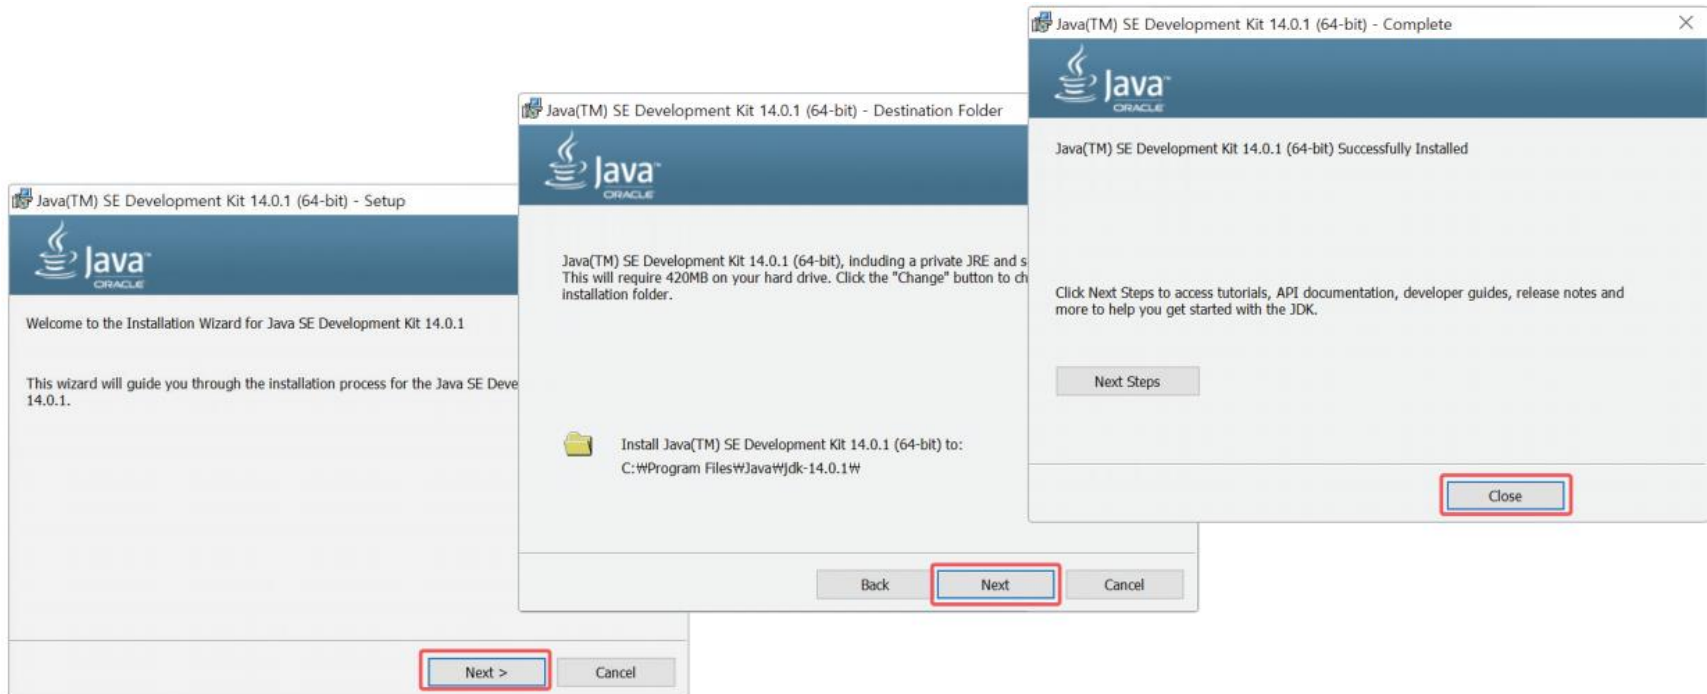 Java(TM) SE Development Kit 14.0.1 (64-bit) - Setup
Java™
ORACLE
Welcome to the Installation Wizard for Java SE Development Kit 14.0.1
This wizard will guide you through the installation process for the Java SE Deve
14.0.1.
Next >
Cancel
Java(TM) SE Development Kit 14.0.1 (64-bit) - Destination Folder
Java™
ORACLE
Java(TM) SE Development Kit 14.0.1 (64-bit), including a private JRE and s
This will require 420MB on your hard drive. Click the "Change" button to ch
installation folder.
Install Java(TM) SE Development Kit 14.0.1 (64-bit) to:
C:₩Program Files₩Java₩jdk-14.0.1₩
Back
Next
Cancel
Java(TM) SE Development Kit 14.0.1 (64-bit) - Complete
Java™
ORACLE
Java(TM) SE Development Kit 14.0.1 (64-bit) Successfully Installed
Click Next Steps to access tutorials, API documentation, developer guides, release notes and
more to help you get started with the JDK.
Next Steps
Close